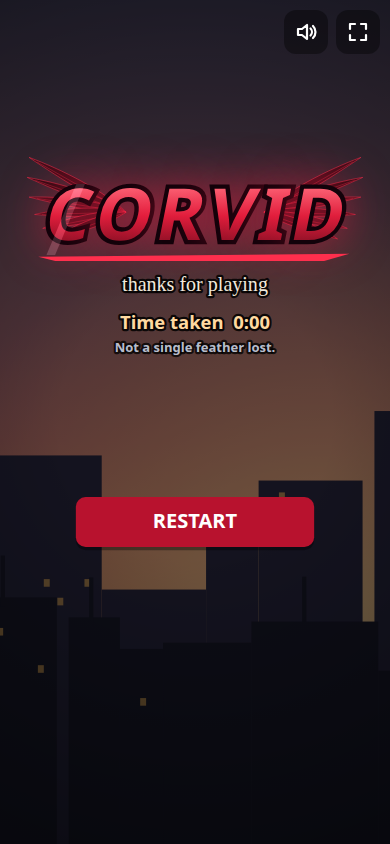 CORVID
thanks for playing
Time taken 0:00
Not a single feather lost.
RESTART